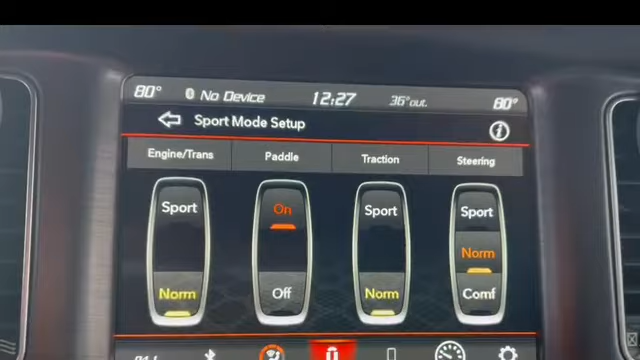 80° No Device 12:27 36°out. 80°
Sport Mode Setup
Engine/Trans Paddle Traction Steering
Sport On Sport Sport
Norm
Norm Off Norm Comf